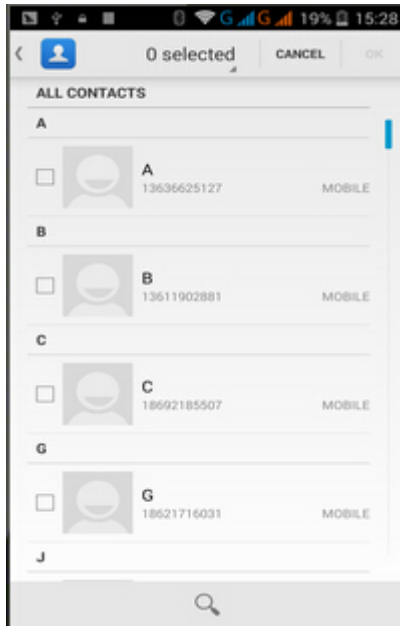 G G 19% 15:28
0 selected CANCEL OK
ALL CONTACTS
A
A
13636625127 MOBILE
B
B
13611902881 MOBILE
C
C
18692185507 MOBILE
G
G
18621716031 MOBILE
J